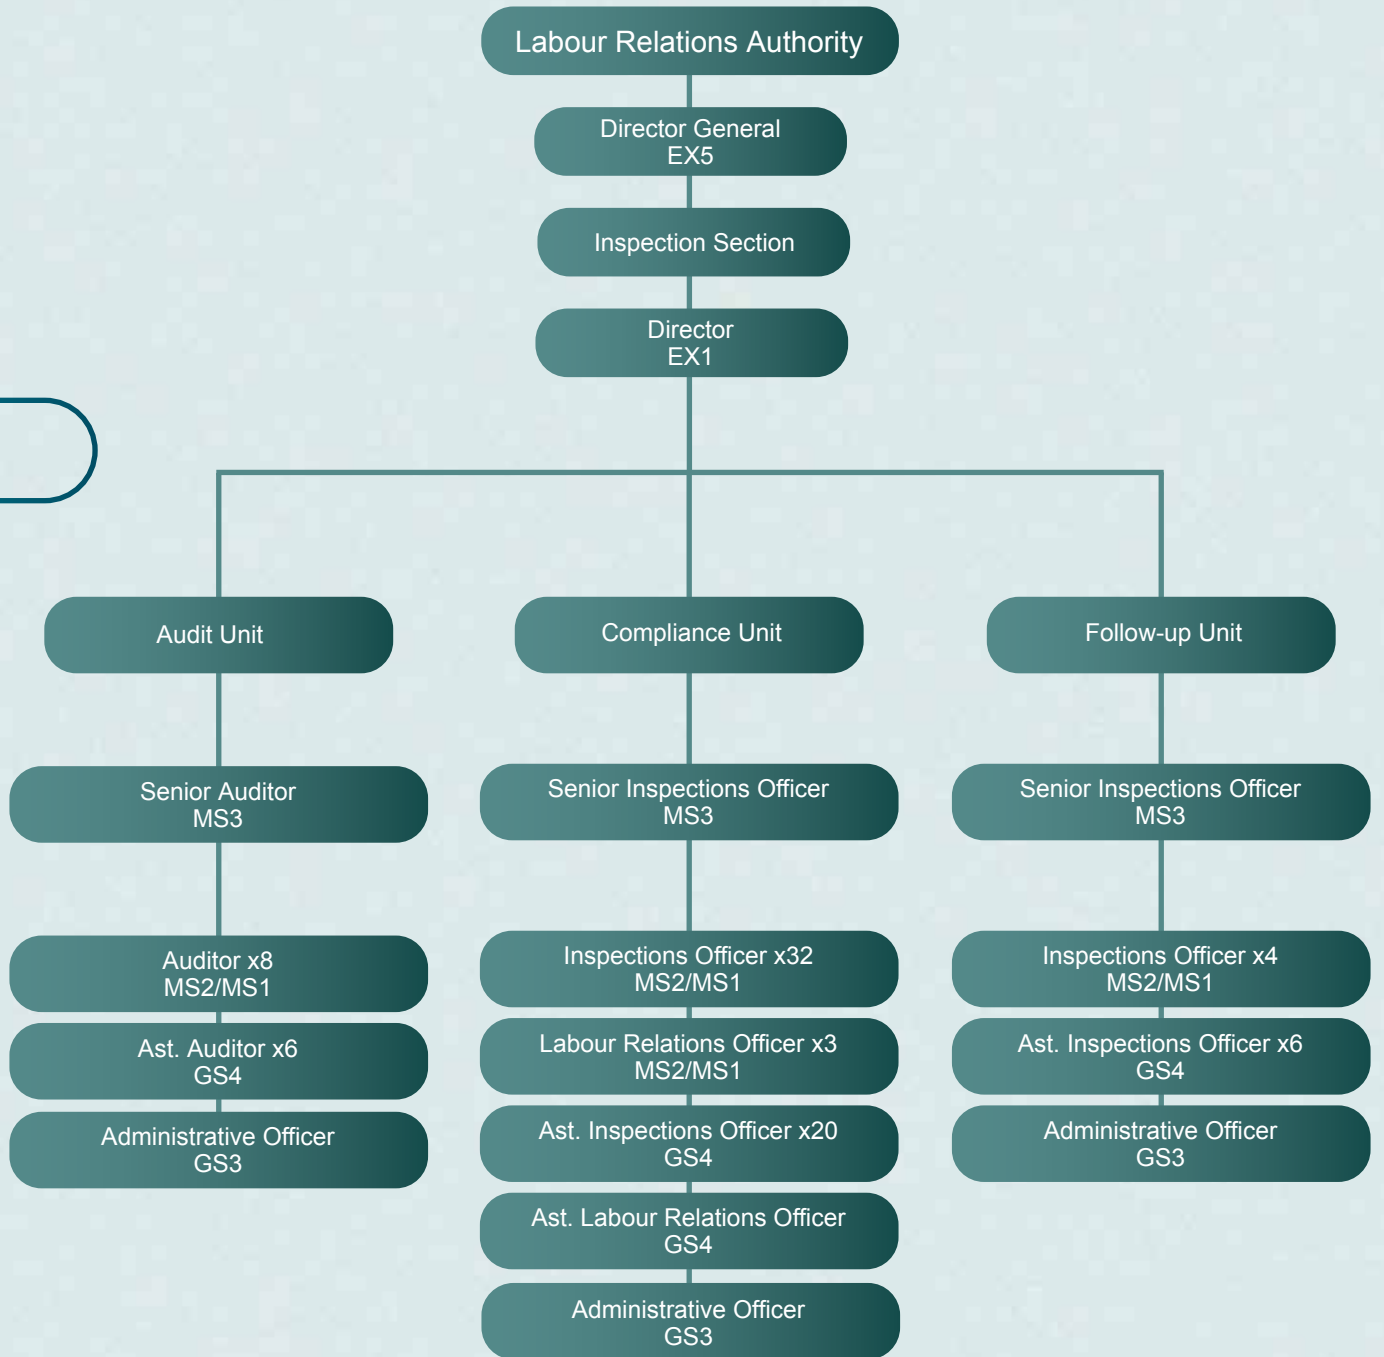 Labour Relations Authority
Director General
EX5
Inspection Section
Director
EX1
Audit Unit
Senior Auditor
MS3
Auditor x8
MS2/MS1
Ast. Auditor x6
GS4
Administrative Officer
GS3
Compliance Unit
Senior Inspections Officer
MS3
Inspections Officer x32
MS2/MS1
Labour Relations Officer x3
MS2/MS1
Ast. Inspections Officer x20
GS4
Ast. Labour Relations Officer
GS4
Administrative Officer
GS3
Follow-up Unit
Senior Inspections Officer
MS3
Inspections Officer x4
MS2/MS1
Ast. Inspections Officer x6
GS4
Administrative Officer
GS3